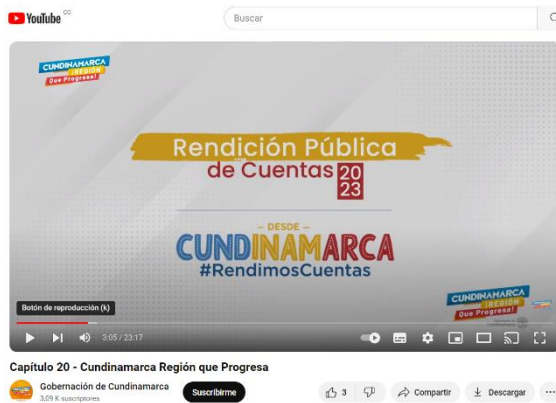 YouTube CO
Buscar
CUNDINAMARCA
¡REGIÓN
Que Progresa!
Rendición Pública
de Cuentas 2023
– DESDE –
CUNDINAMARCA
#RendimosCuentas
CUNDINAMARCA
¡REGIÓN
Que Progresa!
Botón de reproducción (k)
3:05 / 23:17
Capítulo 20 - Cundinamarca Región que Progresa
Gobernación de Cundinamarca
3,09 K suscriptores
Suscribirme
3
Compartir
Descargar